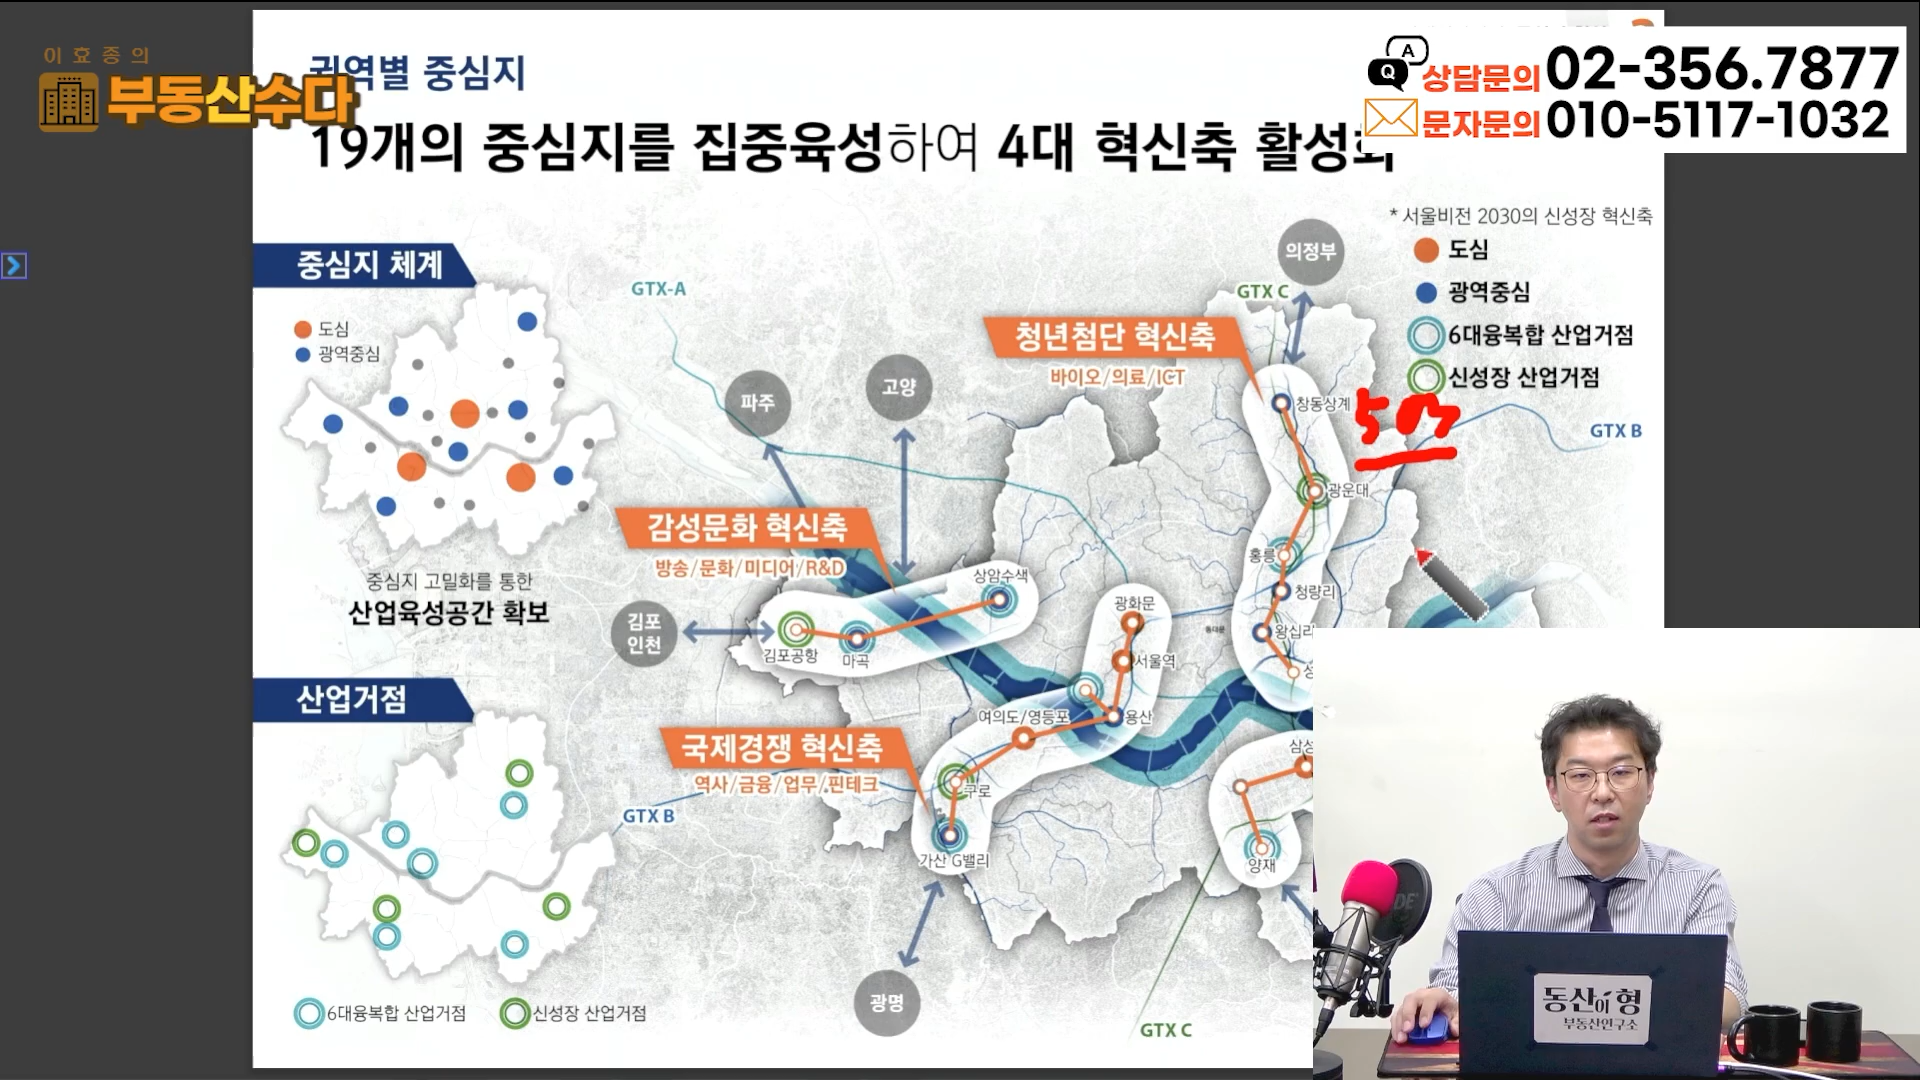 이효종의
부동산수다
권역별 중심지
19개의 중심지를 집중육성하여 4대 혁신축 활성화
Q A 상담문의 02-356.7877
문자문의 010-5117-1032
* 서울비전 2030의 신성장 혁신축
도심
광역중심
6대융복합 산업거점
신성장 산업거점
중심지 체계
도심
광역중심
중심지 고밀화를 통한
산업육성공간 확보
산업거점
6대융복합 산업거점
신성장 산업거점
GTX-A
GTX C
의정부
청년첨단 혁신축
바이오/의료/ICT
파주
고양
창동상계
GTX B
광운대
감성문화 혁신축
방송/문화/미디어/R&D
홍릉
상암수색
청량리
광화문
동대문
왕십리
김포
인천
김포공항
마곡
서울역
성
여의도/영등포
용산
국제경쟁 혁신축
역사/금융/업무/핀테크
삼성
구로
GTX B
가산 G밸리
양재
광명
GTX C
DE
동산이형
부동산연구소